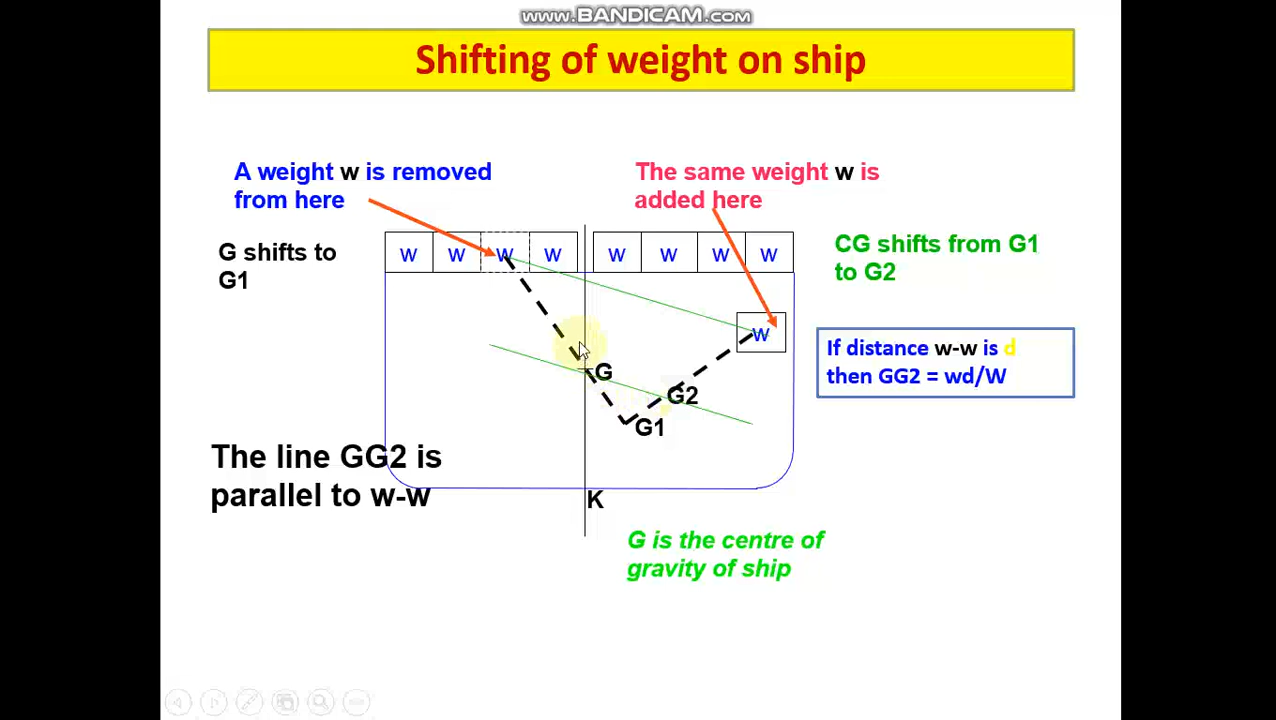 www.BANDICAM.com
Shifting of weight on ship
A weight w is removed
from here
The same weight w is
added here
G shifts to
G1
w w w w w w w w
CG shifts from G1
to G2
w
If distance w-w is d
then GG2 = wd/W
G
G2
G1
The line GG2 is
parallel to w-w
K
G is the centre of
gravity of ship